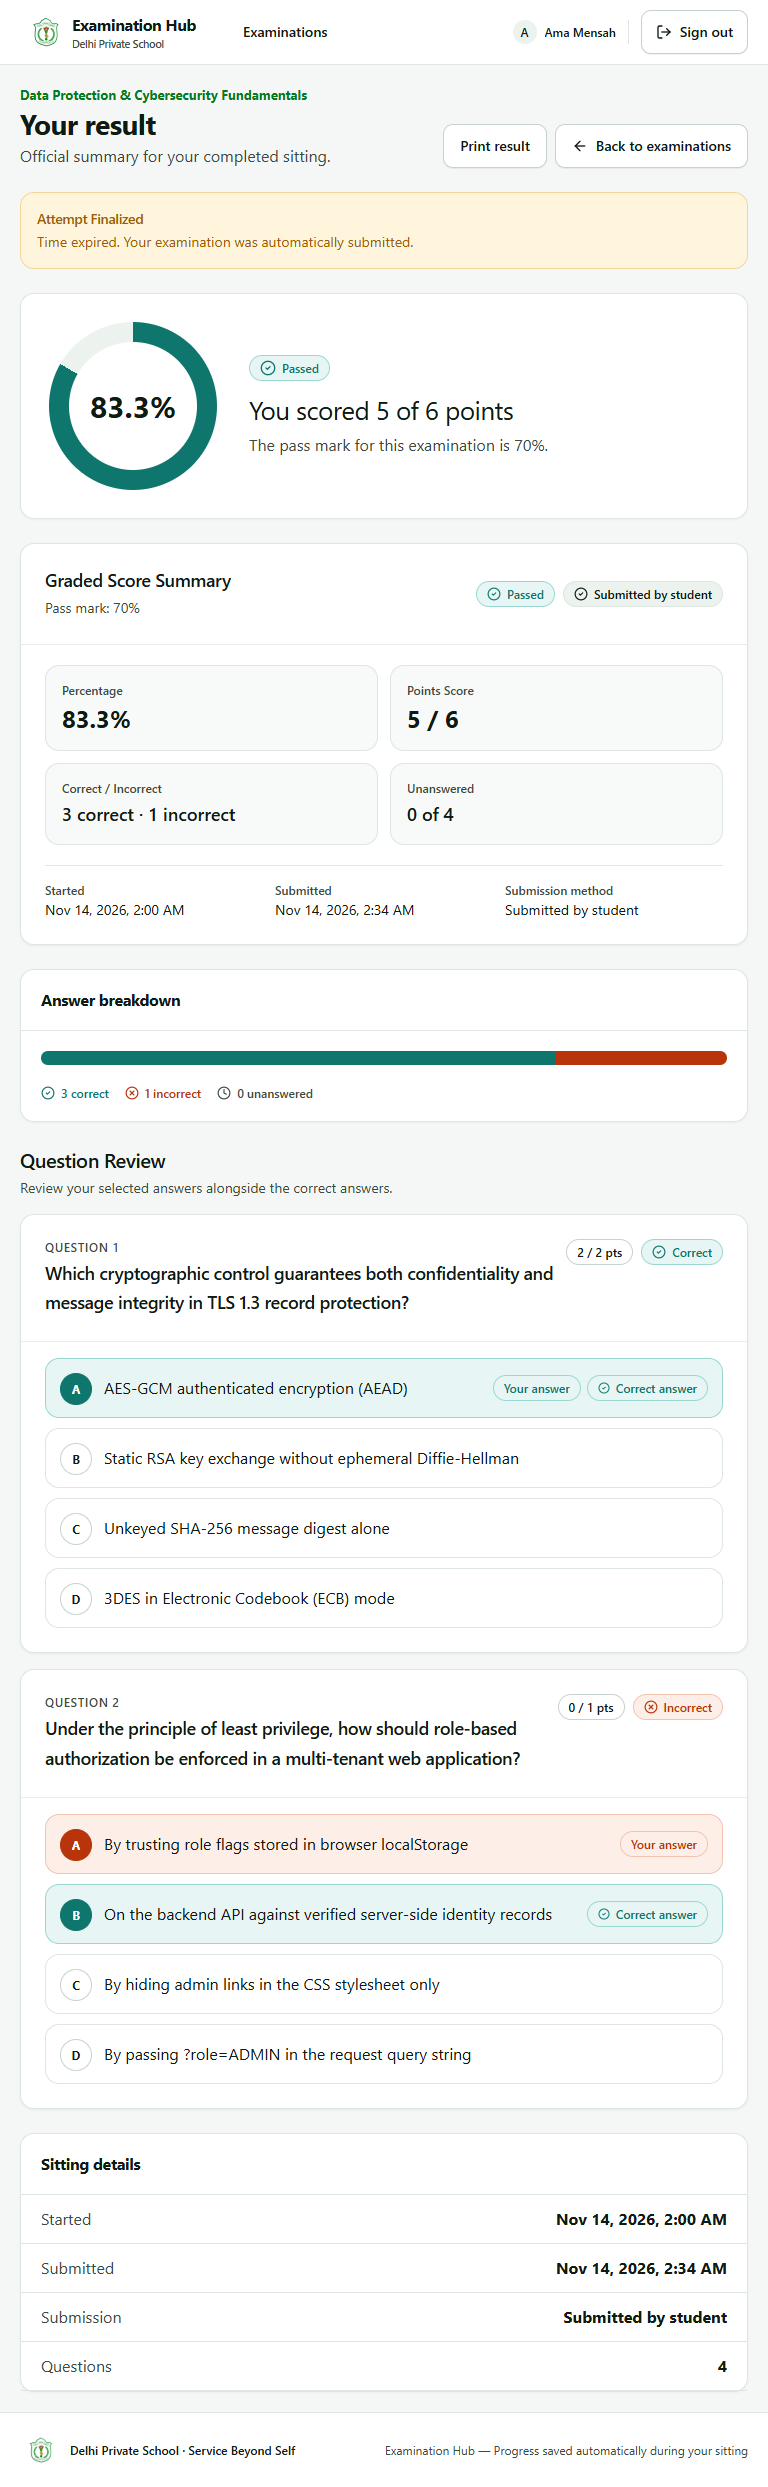 Examination Hub
Delhi Private School
Examinations
A
Ama Mensah
Sign out
Data Protection & Cybersecurity Fundamentals
Your result
Official summary for your completed sitting.
Print result
Back to examinations
Attempt Finalized
Time expired. Your examination was automatically submitted.
83.3%
Passed
You scored 5 of 6 points
The pass mark for this examination is 70%.
Graded Score Summary
Pass mark: 70%
Passed
Submitted by student
Percentage
83.3%
Points Score
5 / 6
Correct / Incorrect
3 correct · 1 incorrect
Unanswered
0 of 4
Started
Nov 14, 2026, 2:00 AM
Submitted
Nov 14, 2026, 2:34 AM
Submission method
Submitted by student
Answer breakdown
3 correct
1 incorrect
0 unanswered
Question Review
Review your selected answers alongside the correct answers.
QUESTION 1
Which cryptographic control guarantees both confidentiality and
message integrity in TLS 1.3 record protection?
2 / 2 pts
Correct
A
AES-GCM authenticated encryption (AEAD)
Your answer
Correct answer
B
Static RSA key exchange without ephemeral Diffie-Hellman
C
Unkeyed SHA-256 message digest alone
D
3DES in Electronic Codebook (ECB) mode
QUESTION 2
Under the principle of least privilege, how should role-based
authorization be enforced in a multi-tenant web application?
0 / 1 pts
Incorrect
A
By trusting role flags stored in browser localStorage
Your answer
B
On the backend API against verified server-side identity records
Correct answer
C
By hiding admin links in the CSS stylesheet only
D
By passing ?role=ADMIN in the request query string
Sitting details
Started
Nov 14, 2026, 2:00 AM
Submitted
Nov 14, 2026, 2:34 AM
Submission
Submitted by student
Questions
4
Delhi Private School · Service Beyond Self
Examination Hub — Progress saved automatically during your sitting